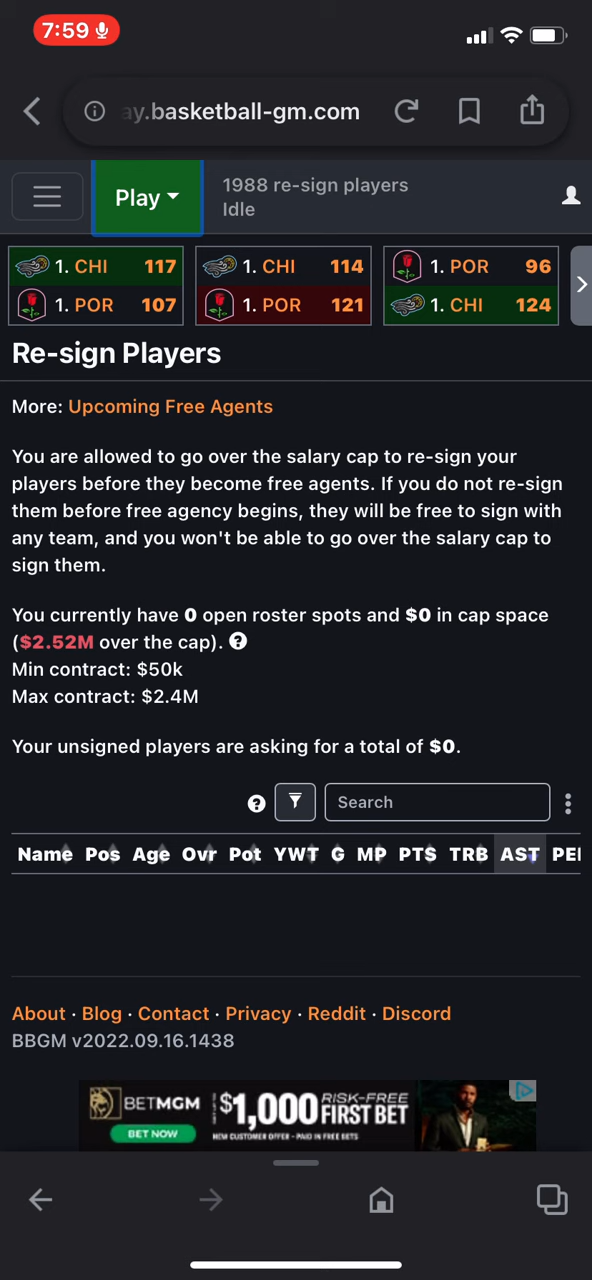 7:59
ay.basketball-gm.com
Play
1988 re-sign players
Idle
1. CHI 117
1. POR 107
1. CHI 114
1. POR 121
1. POR 96
1. CHI 124
Re-sign Players
More: Upcoming Free Agents
You are allowed to go over the salary cap to re-sign your
players before they become free agents. If you do not re-sign
them before free agency begins, they will be free to sign with
any team, and you won't be able to go over the salary cap to
sign them.
You currently have 0 open roster spots and $0 in cap space
($2.52M over the cap). ?
Min contract: $50k
Max contract: $2.4M
Your unsigned players are asking for a total of $0.
? Search
Name Pos Age Ovr Pot YWT G MP PTS TRB AST PE
About · Blog · Contact · Privacy · Reddit · Discord
BBGM v2022.09.16.1438
BETMGM
BET NOW
$1,000 RISK-FREE
FIRST BET
NEW CUSTOMER OFFER - PAID IN FREE BETS